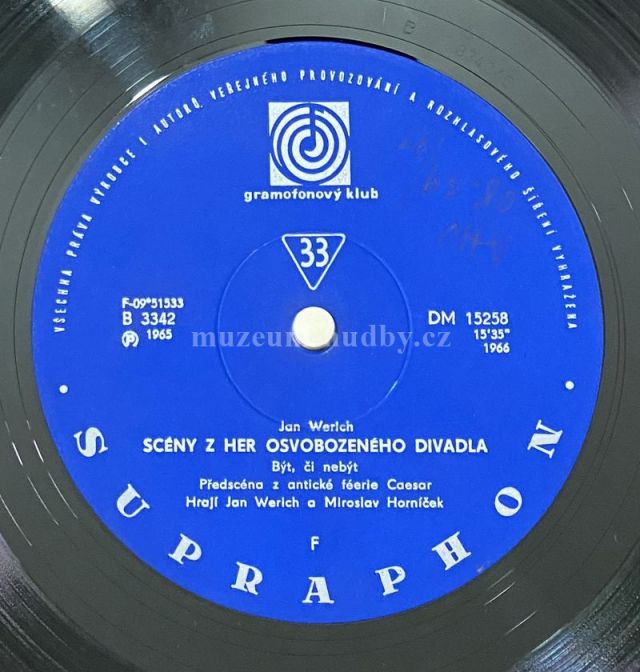 VŠECHNA PRÁVA VÝROBCE I AUTORŮ, VEŘEJNÉHO PROVOZOVÁNÍ A ROZHLASOVÉHO ŠÍŘENÍ VYHRAŽENA
gramofonový klub
33
F-09*51533
B 3342
Ⓟ 1965
DM 15258
15'35"
1966
muzeum hudby.cz
Jan Werich
SCÉNY Z HER OSVOBOZENÉHO DIVADLA
Být, či nebýt
Předscéna z antické féerie Caesar
Hrají Jan Werich a Miroslav Horníček
F
• SUPRAPHON •